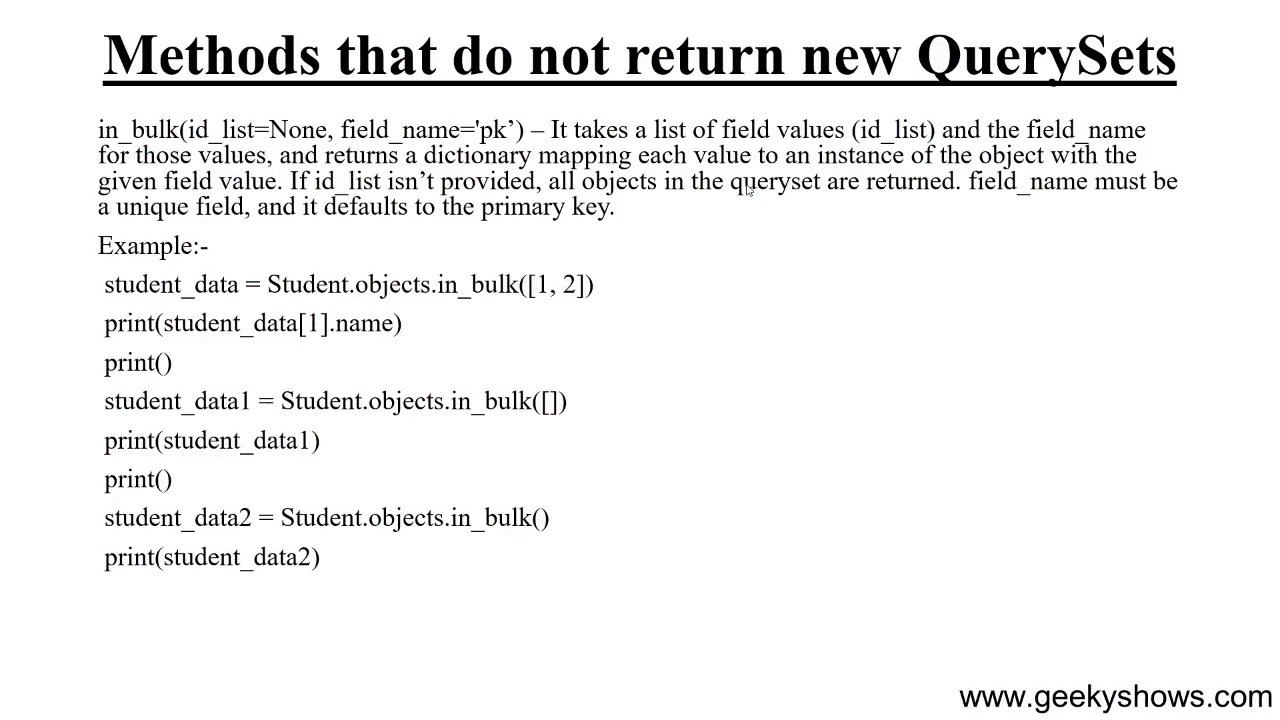 Methods that do not return new QuerySets
in_bulk(id_list=None, field_name='pk’) – It takes a list of field values (id_list) and the field_name
for those values, and returns a dictionary mapping each value to an instance of the object with the
given field value. If id_list isn’t provided, all objects in the queryset are returned. field_name must be
a unique field, and it defaults to the primary key.
Example:-
student_data = Student.objects.in_bulk([1, 2])
print(student_data[1].name)
print()
student_data1 = Student.objects.in_bulk([])
print(student_data1)
print()
student_data2 = Student.objects.in_bulk()
print(student_data2)
www.geekyshows.com